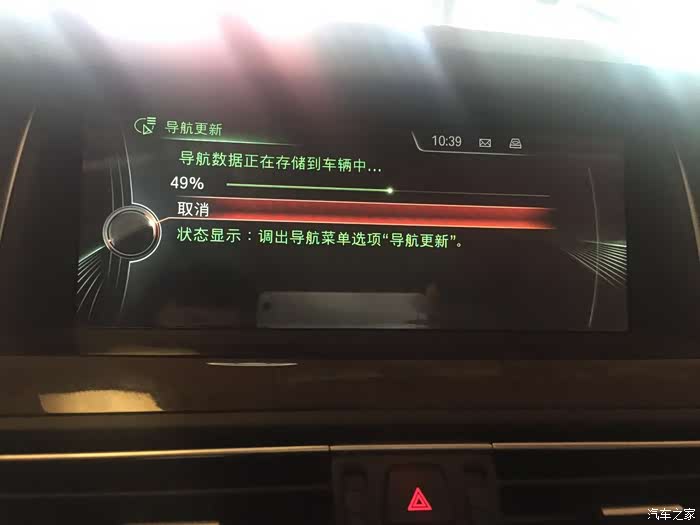 导航更新
10:39
导航数据正在存储到车辆中...
49%
取消
状态显示：调出导航菜单选项“导航更新”。
汽车之家